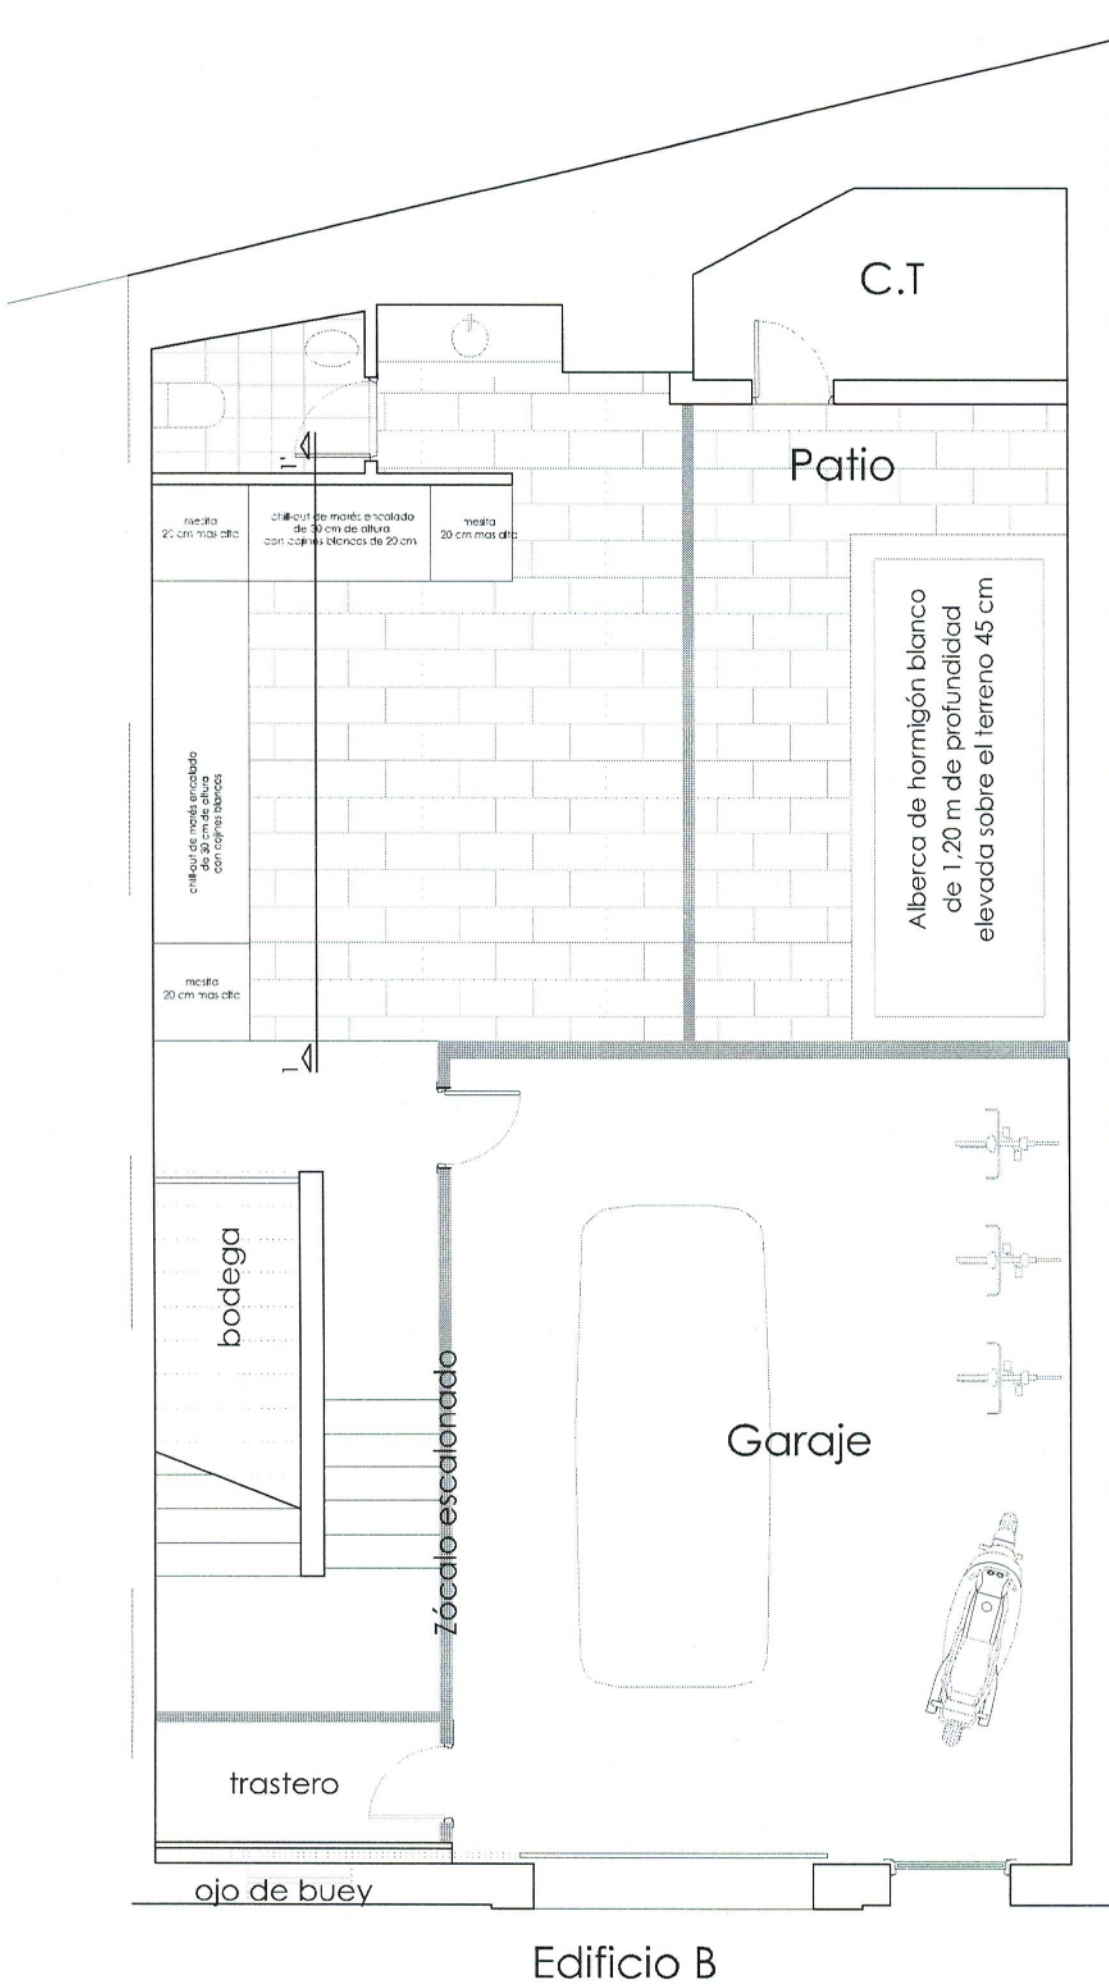 C.T
1'
Patio
mesita
20 cm mas alto
chill-out de marés encalado
de 30 cm de altura
con cojines blancos de 20 cm
mesita
20 cm mas alto
Alberca de hormigón blanco
de 1,20 m de profundidad
elevada sobre el terreno 45 cm
chill-out de marés encalado
de 30 cm de altura
con cojines blancos
mesita
20 cm mas alto
1
bodega
Zócalo escalonado
Garaje
trastero
ojo de buey
Edificio B